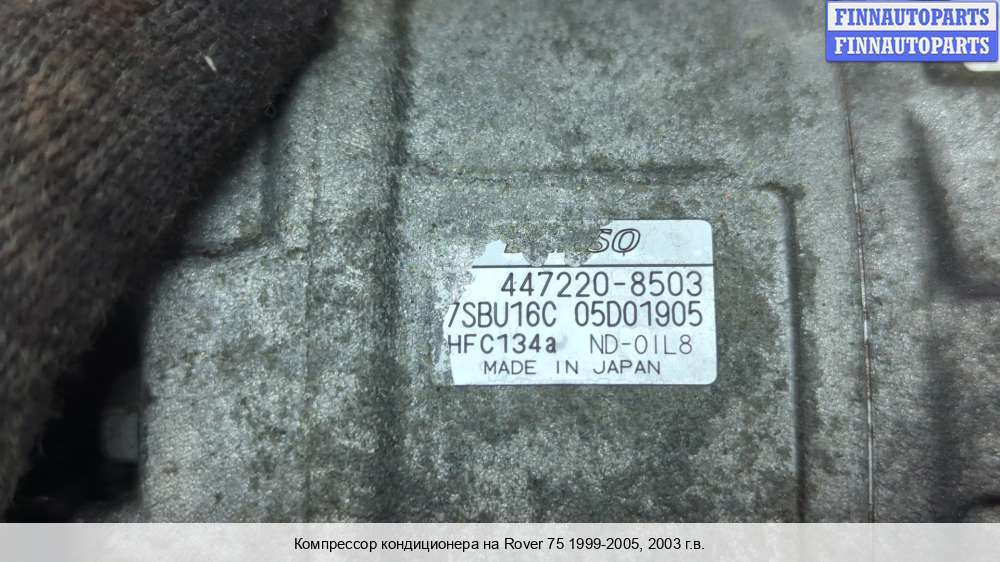 FINNAUTOPARTS
FINNAUTOPARTS
447220-8503
7SBU16C 05D01905
HFC134a ND-OIL8
MADE IN JAPAN
Компрессор кондиционера на Rover 75 1999-2005, 2003 г.в.